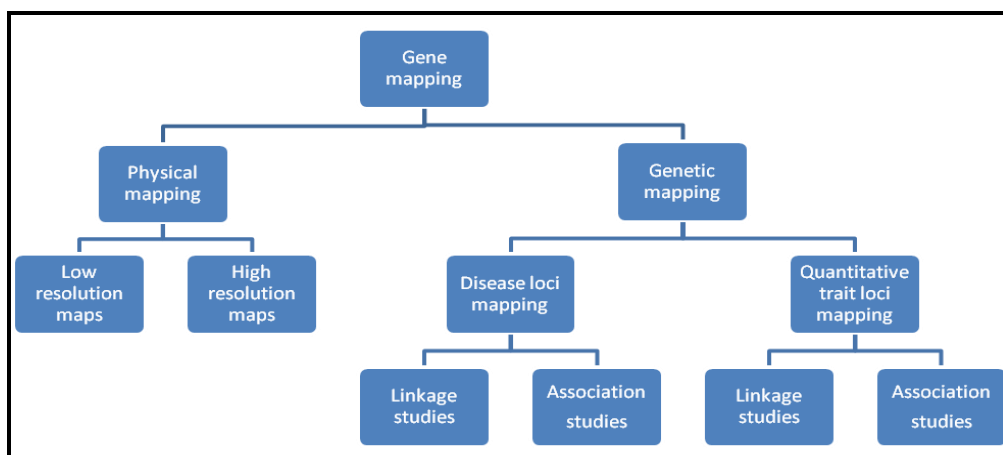 Gene
mapping
Physical
mapping
Genetic
mapping
Low
resolution
maps
High
resolution
maps
Disease loci
mapping
Quantitative
trait loci
mapping
Linkage
studies
Association
studies
Linkage
studies
Association
studies